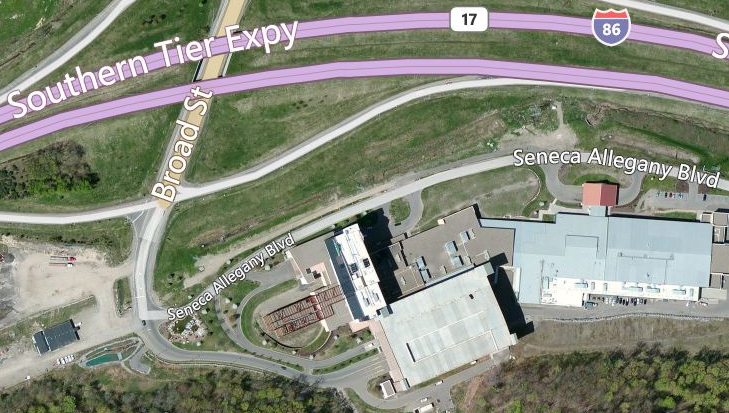 17
86
Southern Tier Expy
S
Broad St
Seneca Allegany Blvd
Seneca Allegany Blvd